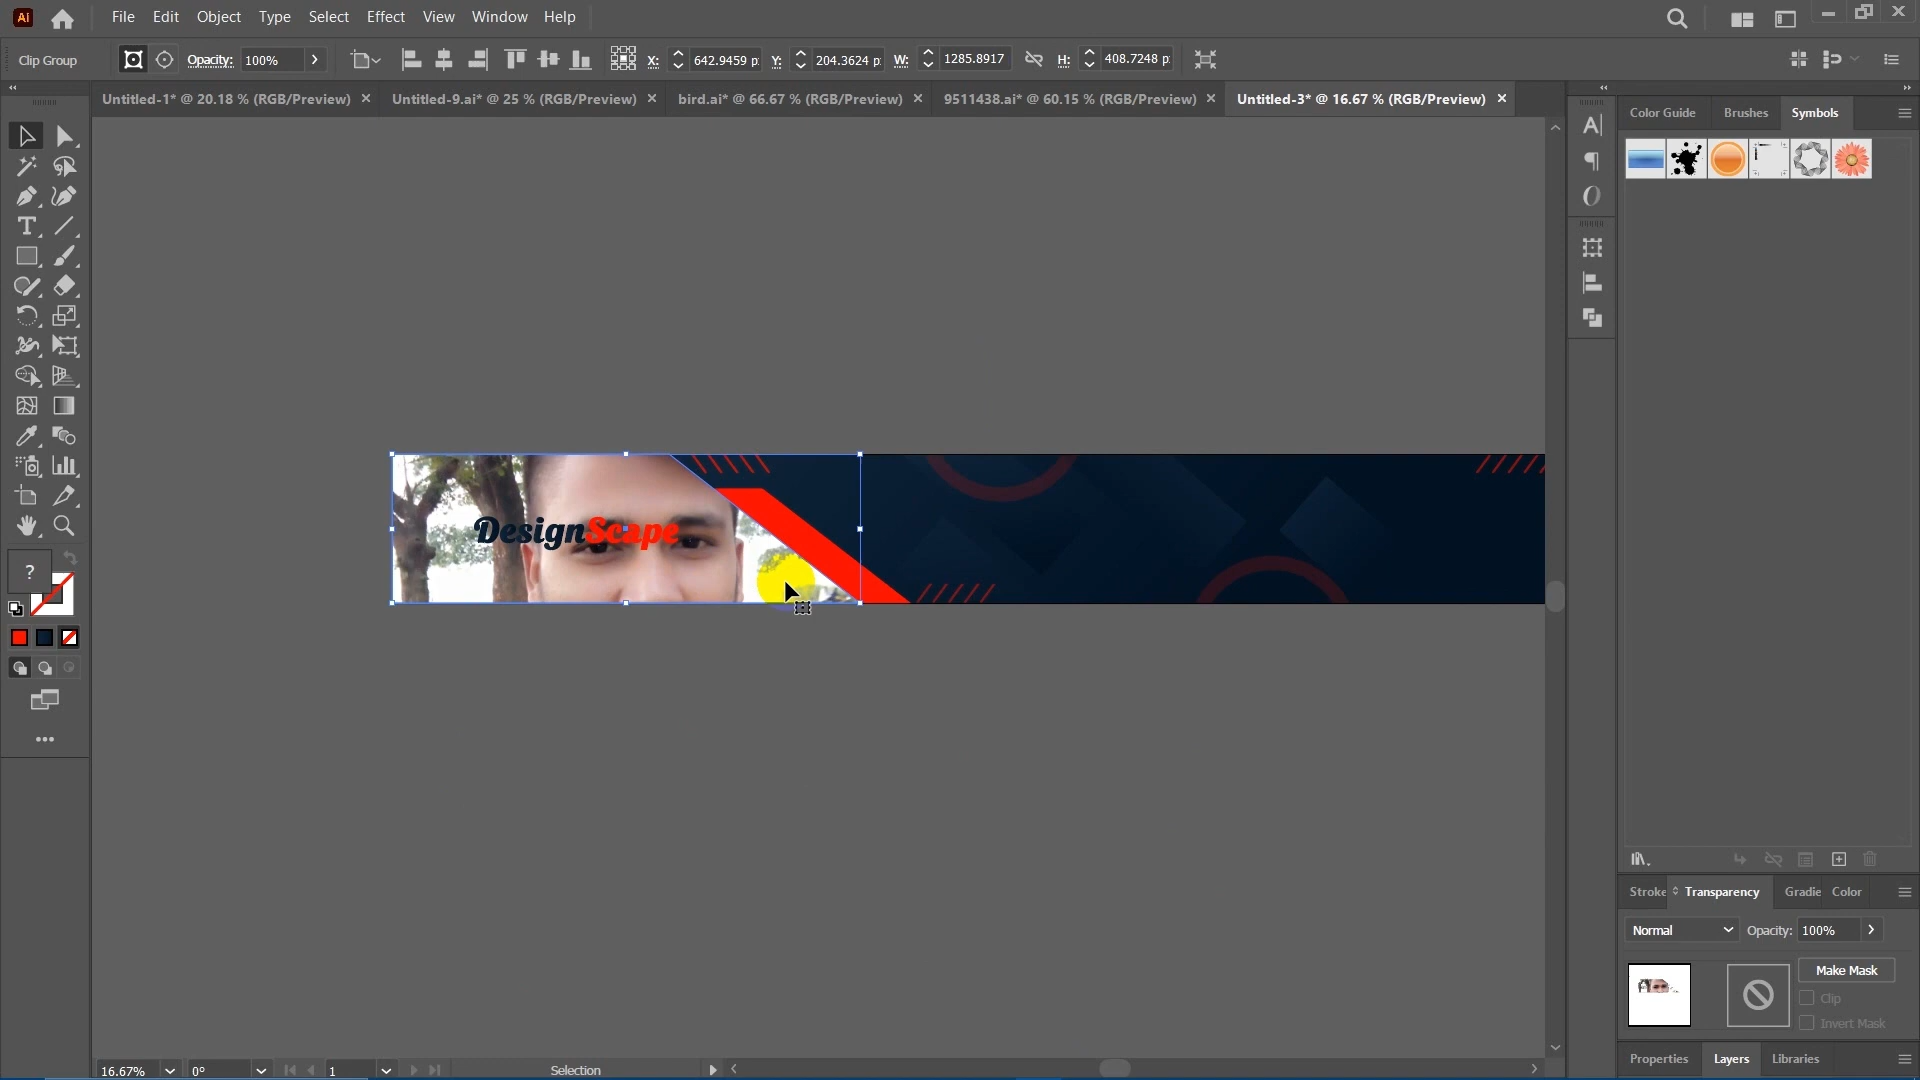 Ai File Edit Object Type Select Effect View Window Help
Clip Group Opacity: 100% X: 642.9459 p Y: 204.3624 p W: 1285.8917 H: 408.7248 p
Untitled-1* @ 20.18 % (RGB/Preview) × Untitled-9.ai* @ 25 % (RGB/Preview) × bird.ai* @ 66.67 % (RGB/Preview) × 9511438.ai* @ 60.15 % (RGB/Preview) × Untitled-3* @ 16.67 % (RGB/Preview) ×
Color Guide Brushes Symbols
DesignScape
?
Stroke Transparency Gradie Color
Normal Opacity: 100%
Make Mask
Clip
Invert Mask
Properties Layers Libraries
16.67% 0° 1 Selection